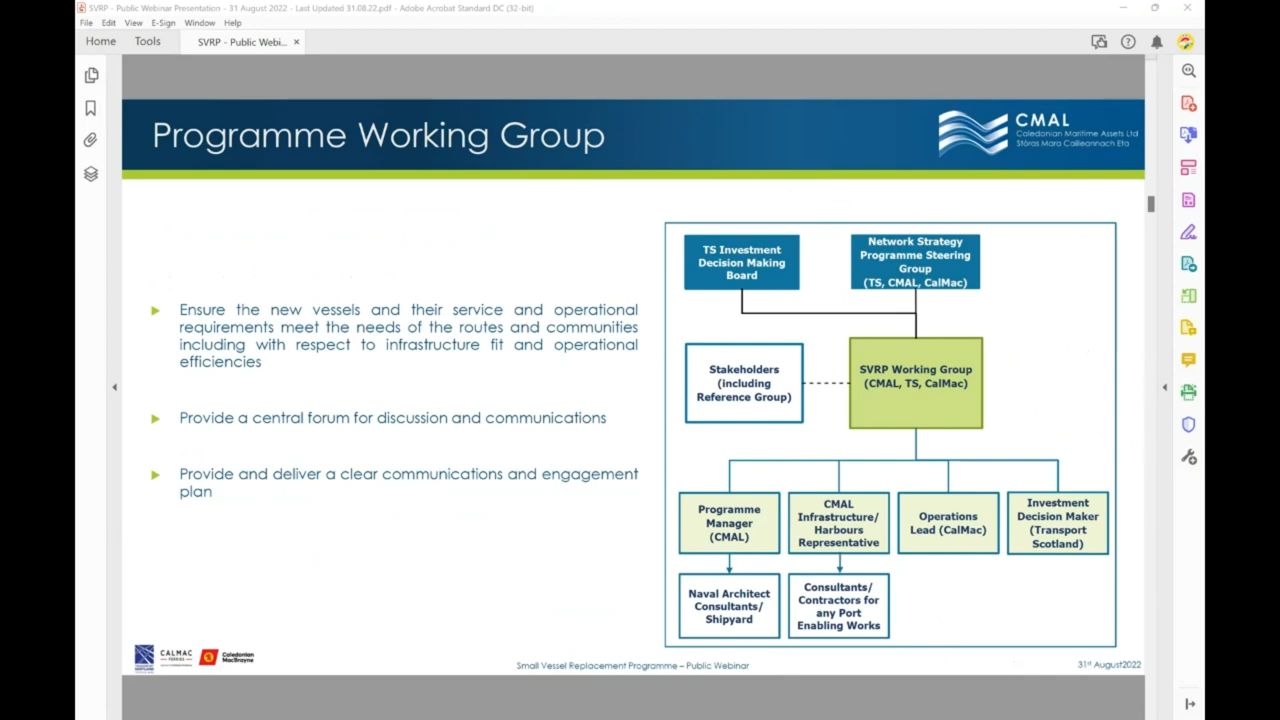 SVRP - Public Webinar Presentation - 31 August 2022 - Last Updated 31.08.22.pdf - Adobe Acrobat Standard DC (32-bit)
File Edit View E-Sign Window Help
Home Tools SVRP - Public Webi... ×
Programme Working Group
CMAL
Caledonian Maritime Assets Ltd
Stòras Mara Cailleannach Eta
Ensure the new vessels and their service and operational
requirements meet the needs of the routes and communities
including with respect to infrastructure fit and operational
efficiencies
Provide a central forum for discussion and communications
Provide and deliver a clear communications and engagement
plan
TS Investment
Decision Making
Board
Network Strategy
Programme Steering
Group
(TS, CMAL, CalMac)
Stakeholders
(including
Reference Group)
SVRP Working Group
(CMAL, TS, CalMac)
Programme
Manager
(CMAL)
CMAL
Infrastructure/
Harbours
Representative
Operations
Lead (CalMac)
Investment
Decision Maker
(Transport
Scotland)
Naval Architect
Consultants/
Shipyard
Consultants/
Contractors for
any Port
Enabling Works
CALMAC
FERRIES
Caledonian
MacBrayne
Small Vessel Replacement Programme – Public Webinar
31st August2022